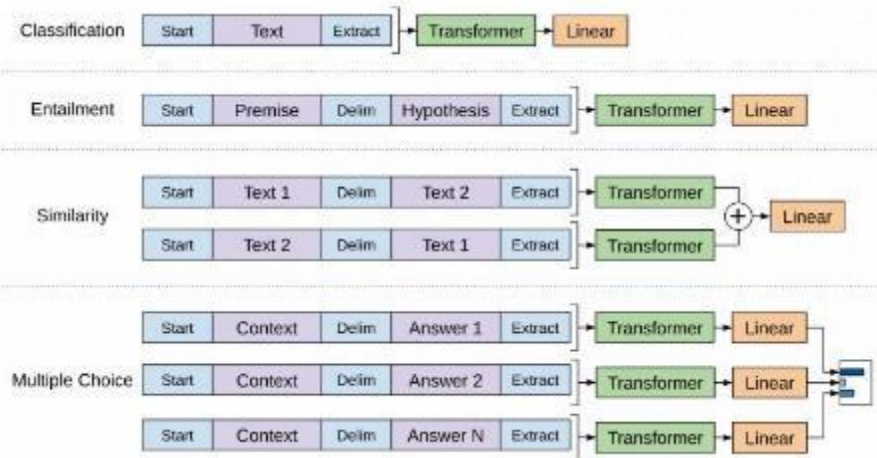 Classification Start Text Extract Transformer Linear
Entailment Start Premise Delim Hypothesis Extract Transformer Linear
Start Text 1 Delim Text 2 Extract Transformer
Similarity + Linear
Start Text 2 Delim Text 1 Extract Transformer
Start Context Delim Answer 1 Extract Transformer Linear
Multiple Choice Start Context Delim Answer 2 Extract Transformer Linear
Start Context Delim Answer N Extract Transformer Linear